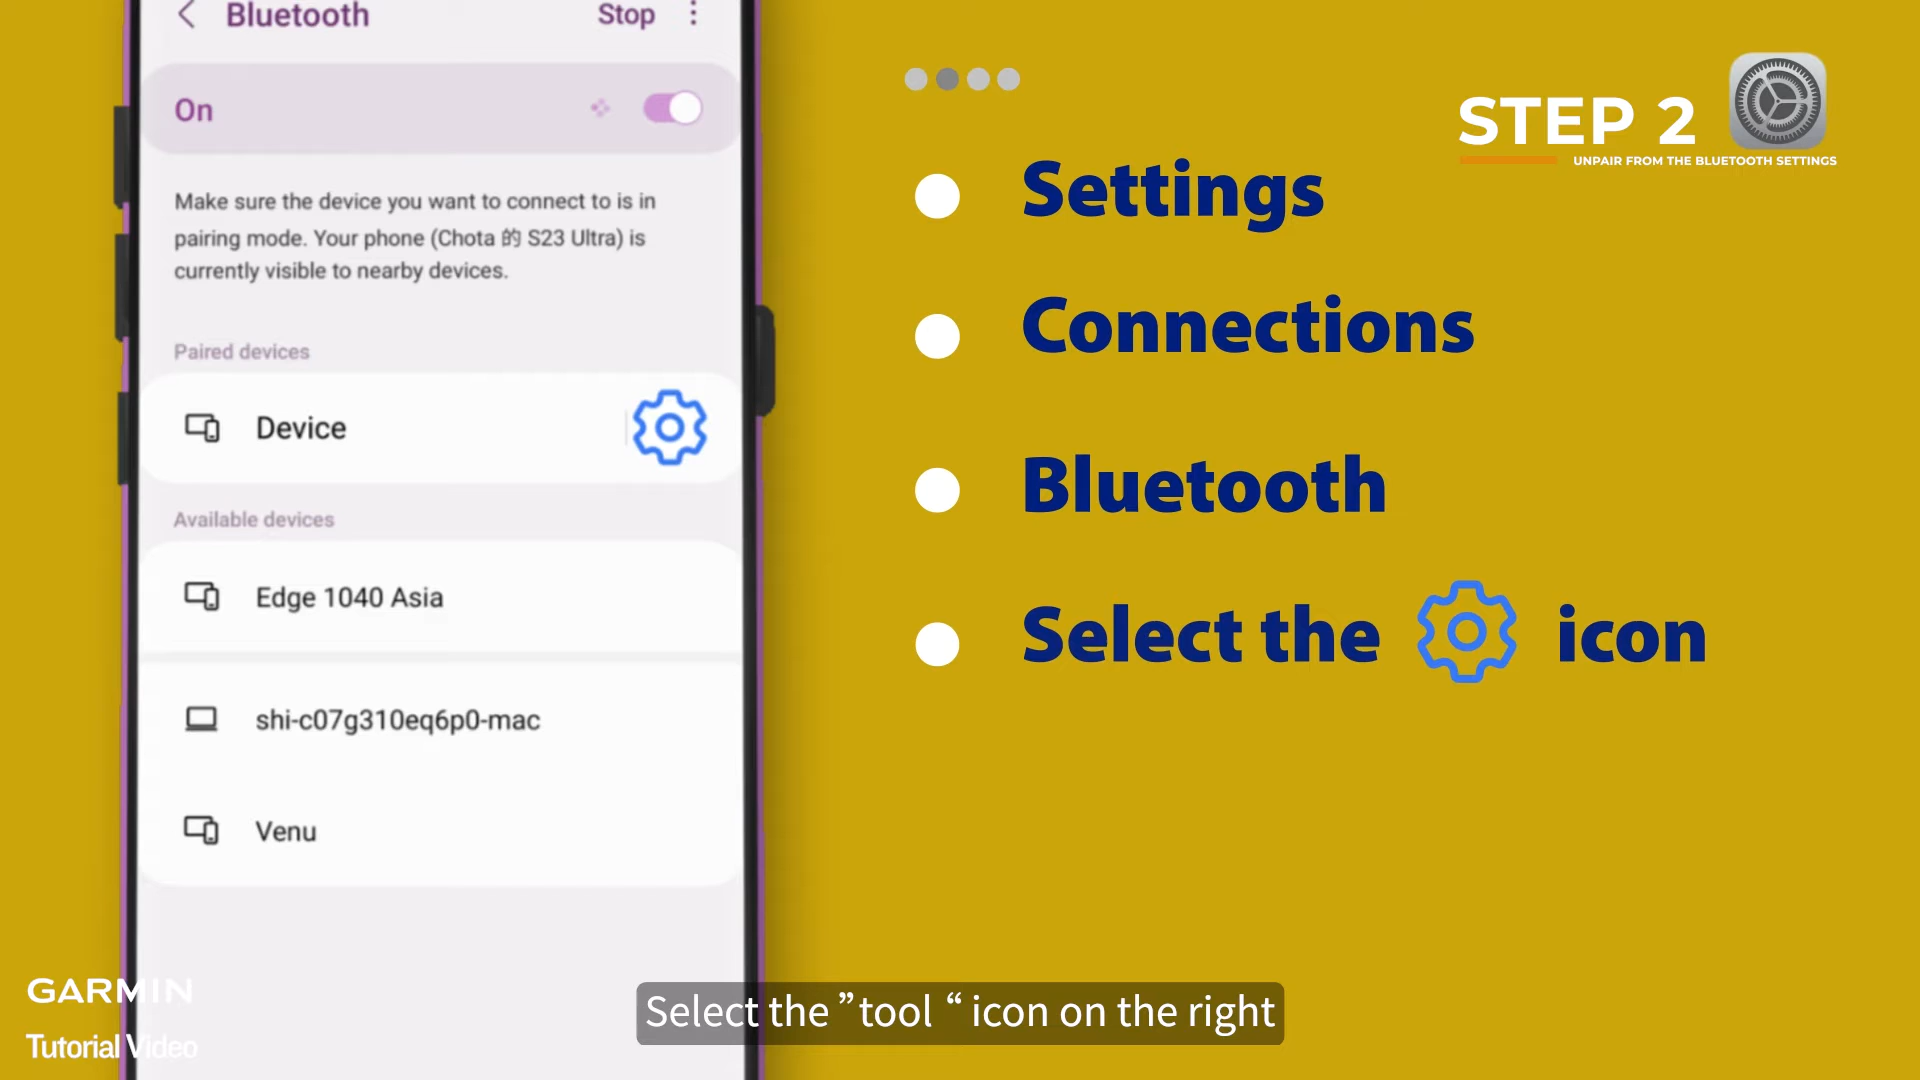 Bluetooth
Stop
On
Make sure the device you want to connect to is in
pairing mode. Your phone (Chota 的 S23 Ultra) is
currently visible to nearby devices.
Paired devices
Device
Available devices
Edge 1040 Asia
shi-c07g310eq6p0-mac
Venu
STEP 2
UNPAIR FROM THE BLUETOOTH SETTINGS
Settings
Connections
Bluetooth
Select the icon
GARMIN
Tutorial Video
Select the ”tool “ icon on the right